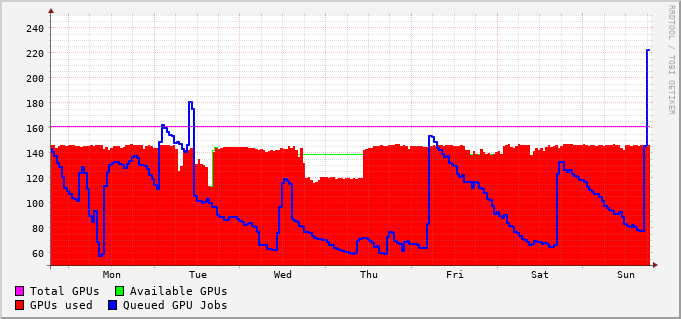 RRDTOOL / TOBI OETIKER
240
220
200
180
160
140
120
100
80
60
Mon Tue Wed Thu Fri Sat Sun
Total GPUs Available GPUs
GPUs used Queued GPU Jobs